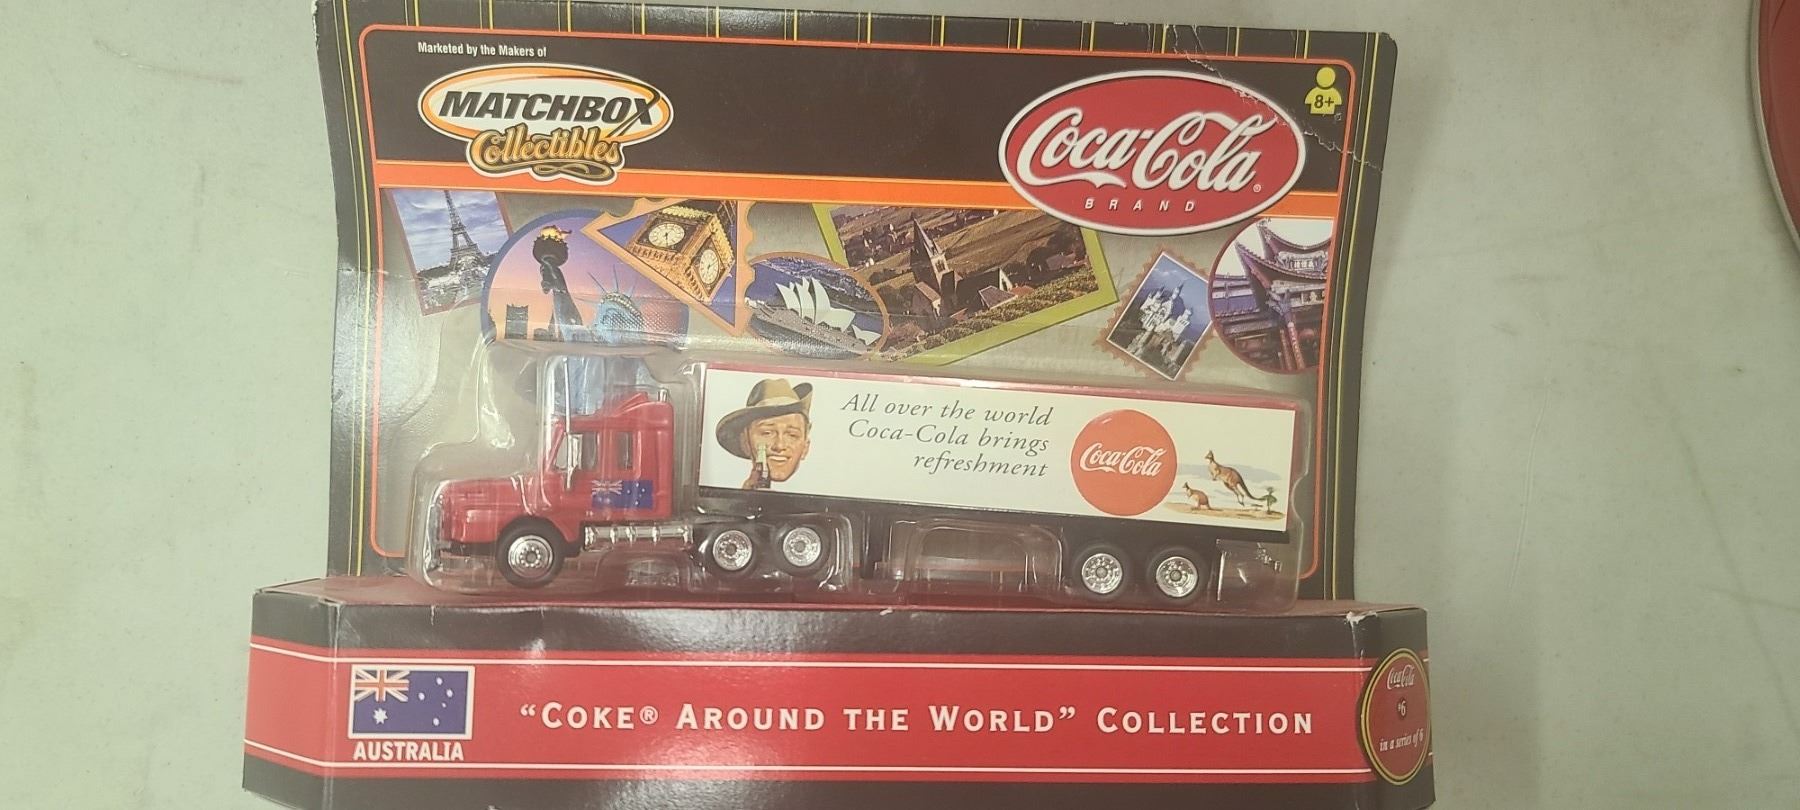 Marketed by the Makers of
MATCHBOX
Collectibles
Coca-Cola®
BRAND
8+
All over the world
Coca-Cola brings
refreshment
Coca-Cola
AUSTRALIA
“COKE® AROUND THE WORLD” COLLECTION
Coca-Cola
#6
in a series of 6